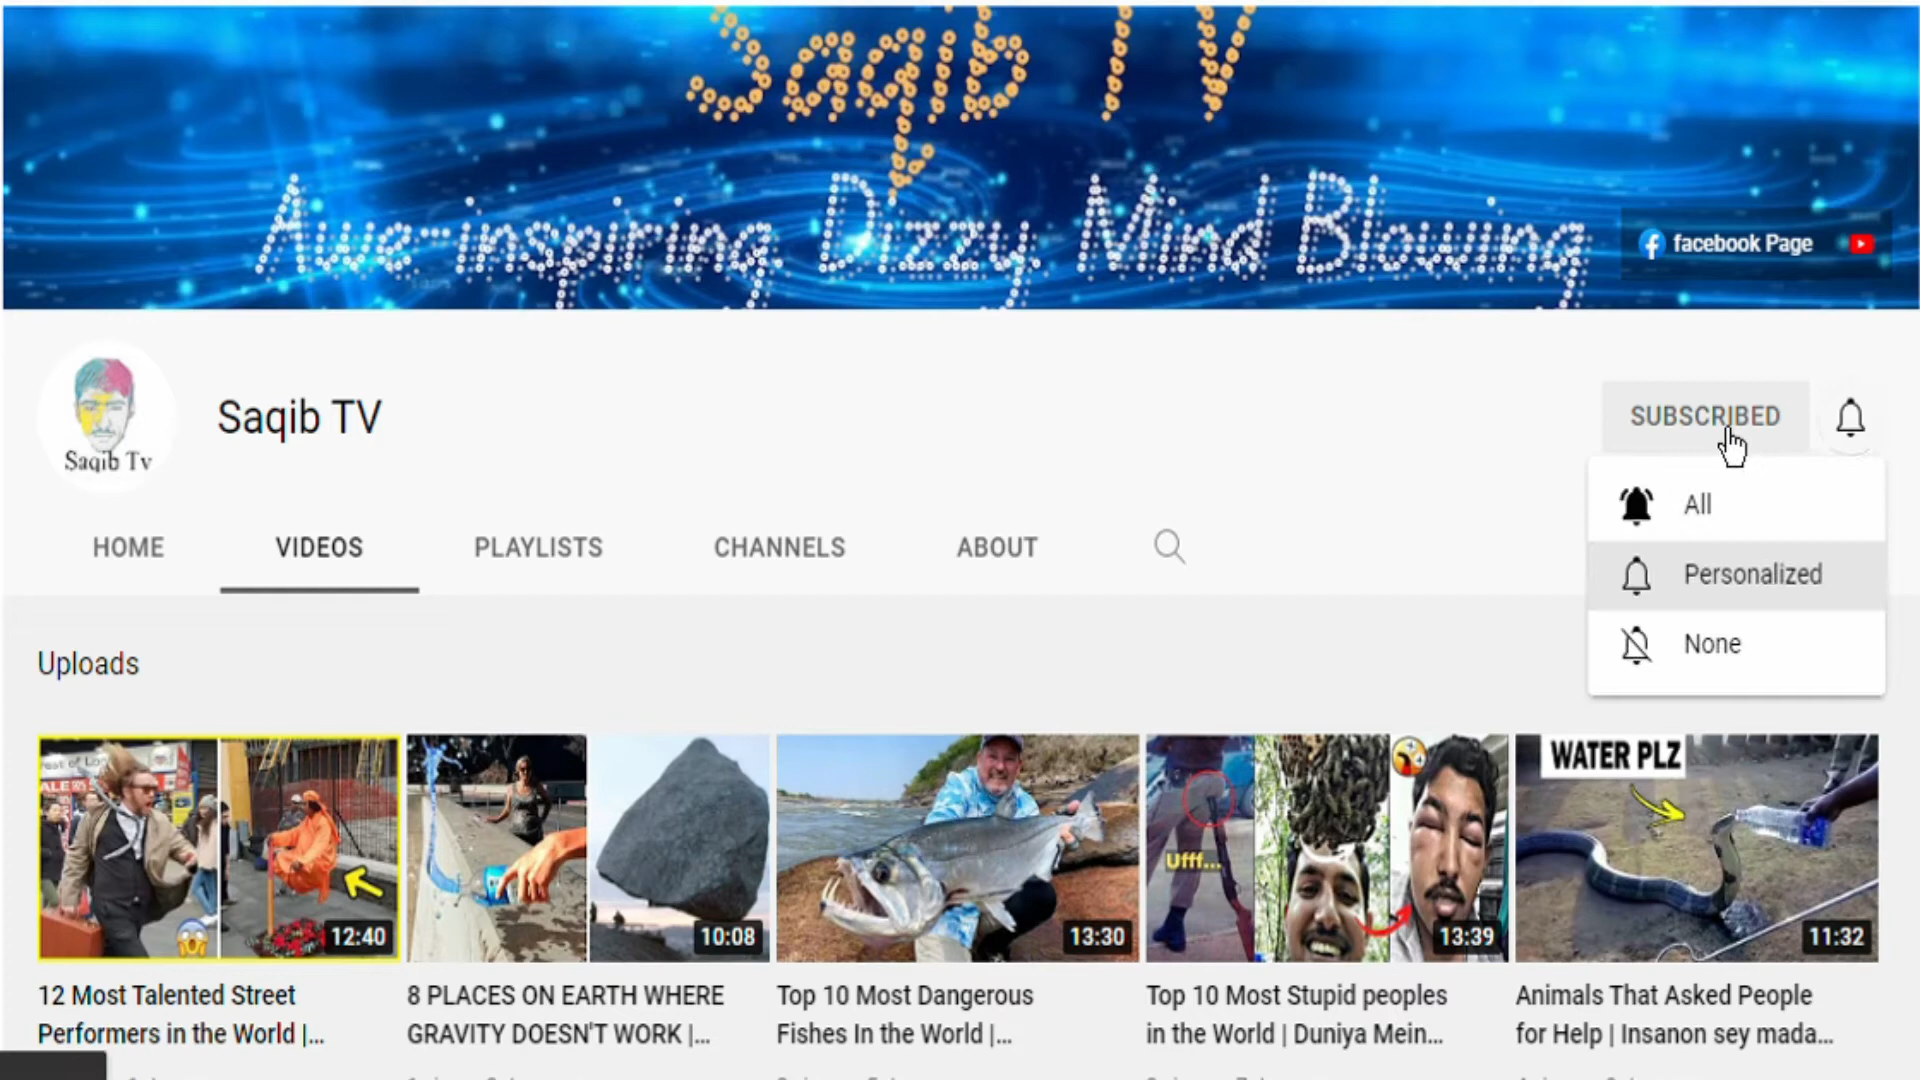 Saqib TV
Awe-inspiring Dizzy Mind Blowing
facebook Page
Saqib Tv
Saqib TV
SUBSCRIBED
All
Personalized
None
HOME
VIDEOS
PLAYLISTS
CHANNELS
ABOUT
Uploads
12:40
10:08
13:30
Ufff...
13:39
WATER PLZ
11:32
12 Most Talented Street
Performers in the World |...
8 PLACES ON EARTH WHERE
GRAVITY DOESN'T WORK |...
Top 10 Most Dangerous
Fishes In the World |...
Top 10 Most Stupid peoples
in the World | Duniya Mein...
Animals That Asked People
for Help | Insanon sey mada...